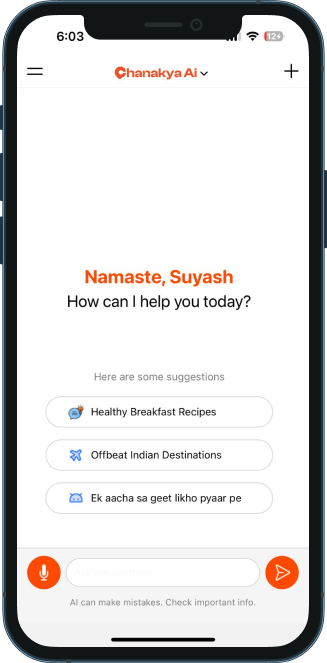 6:03
12
Chanakya Ai
Namaste, Suyash
How can I help you today?
Here are some suggestions
Healthy Breakfast Recipes
Offbeat Indian Destinations
Ek aacha sa geet likho pyaar pe
AI can make mistakes. Check important info.